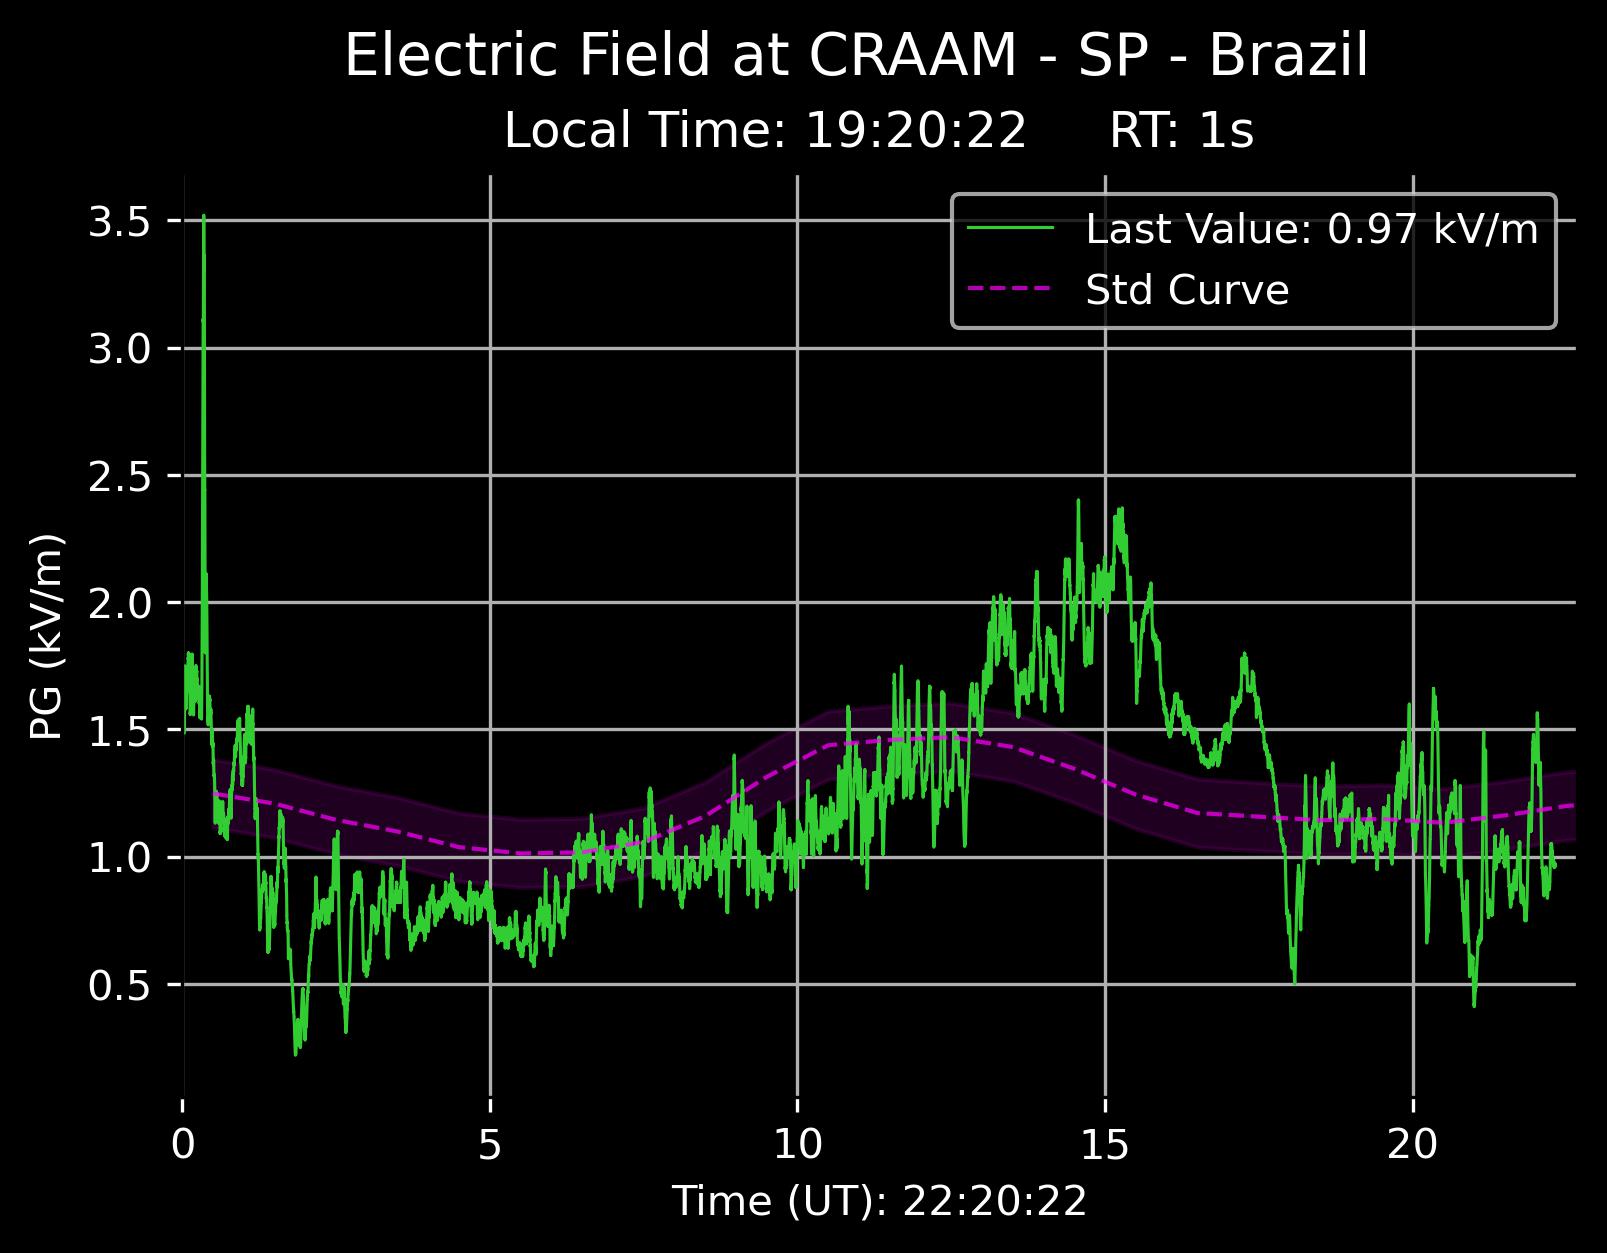 Electric Field at CRAAM - SP - Brazil
Local Time: 19:20:22 RT: 1s
Last Value: 0.97 kV/m
Std Curve
PG (kV/m)
3.5
3.0
2.5
2.0
1.5
1.0
0.5
0 5 10 15 20
Time (UT): 22:20:22